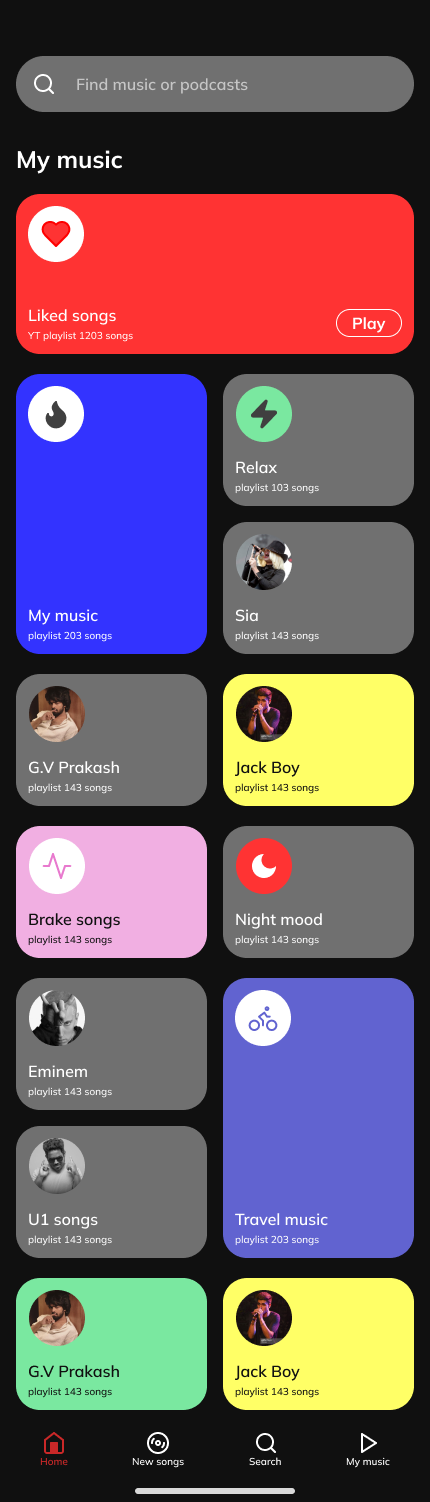 Find music or podcasts
My music
Liked songs
YT playlist 1203 songs
Play
My music
playlist 203 songs
Relax
playlist 103 songs
Sia
playlist 143 songs
G.V Prakash
playlist 143 songs
Jack Boy
playlist 143 songs
Brake songs
playlist 143 songs
Night mood
playlist 143 songs
Eminem
playlist 143 songs
U1 songs
playlist 143 songs
Travel music
playlist 203 songs
G.V Prakash
playlist 143 songs
Jack Boy
playlist 143 songs
Home
New songs
Search
My music